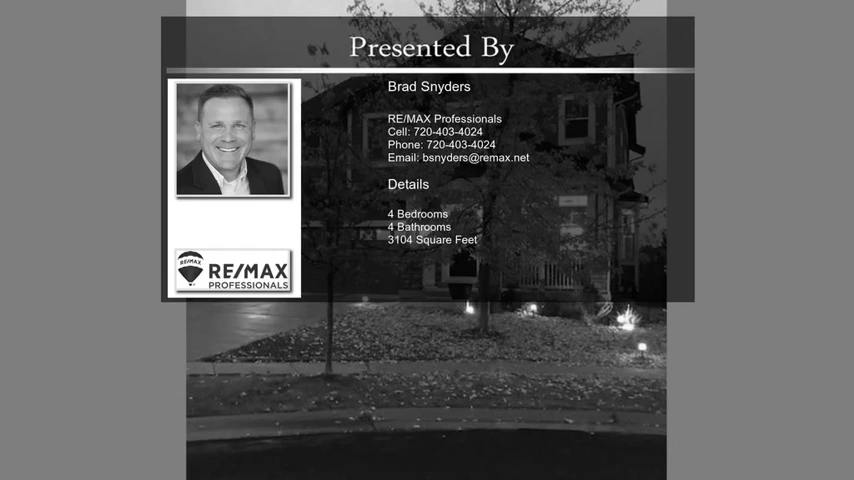 Presented By
Brad Snyders
RE/MAX Professionals
Cell: 720-403-4024
Phone: 720-403-4024
Email: bsnyders@remax.net
Details
4 Bedrooms
4 Bathrooms
3104 Square Feet
RE/MAX
RE/MAX
PROFESSIONALS